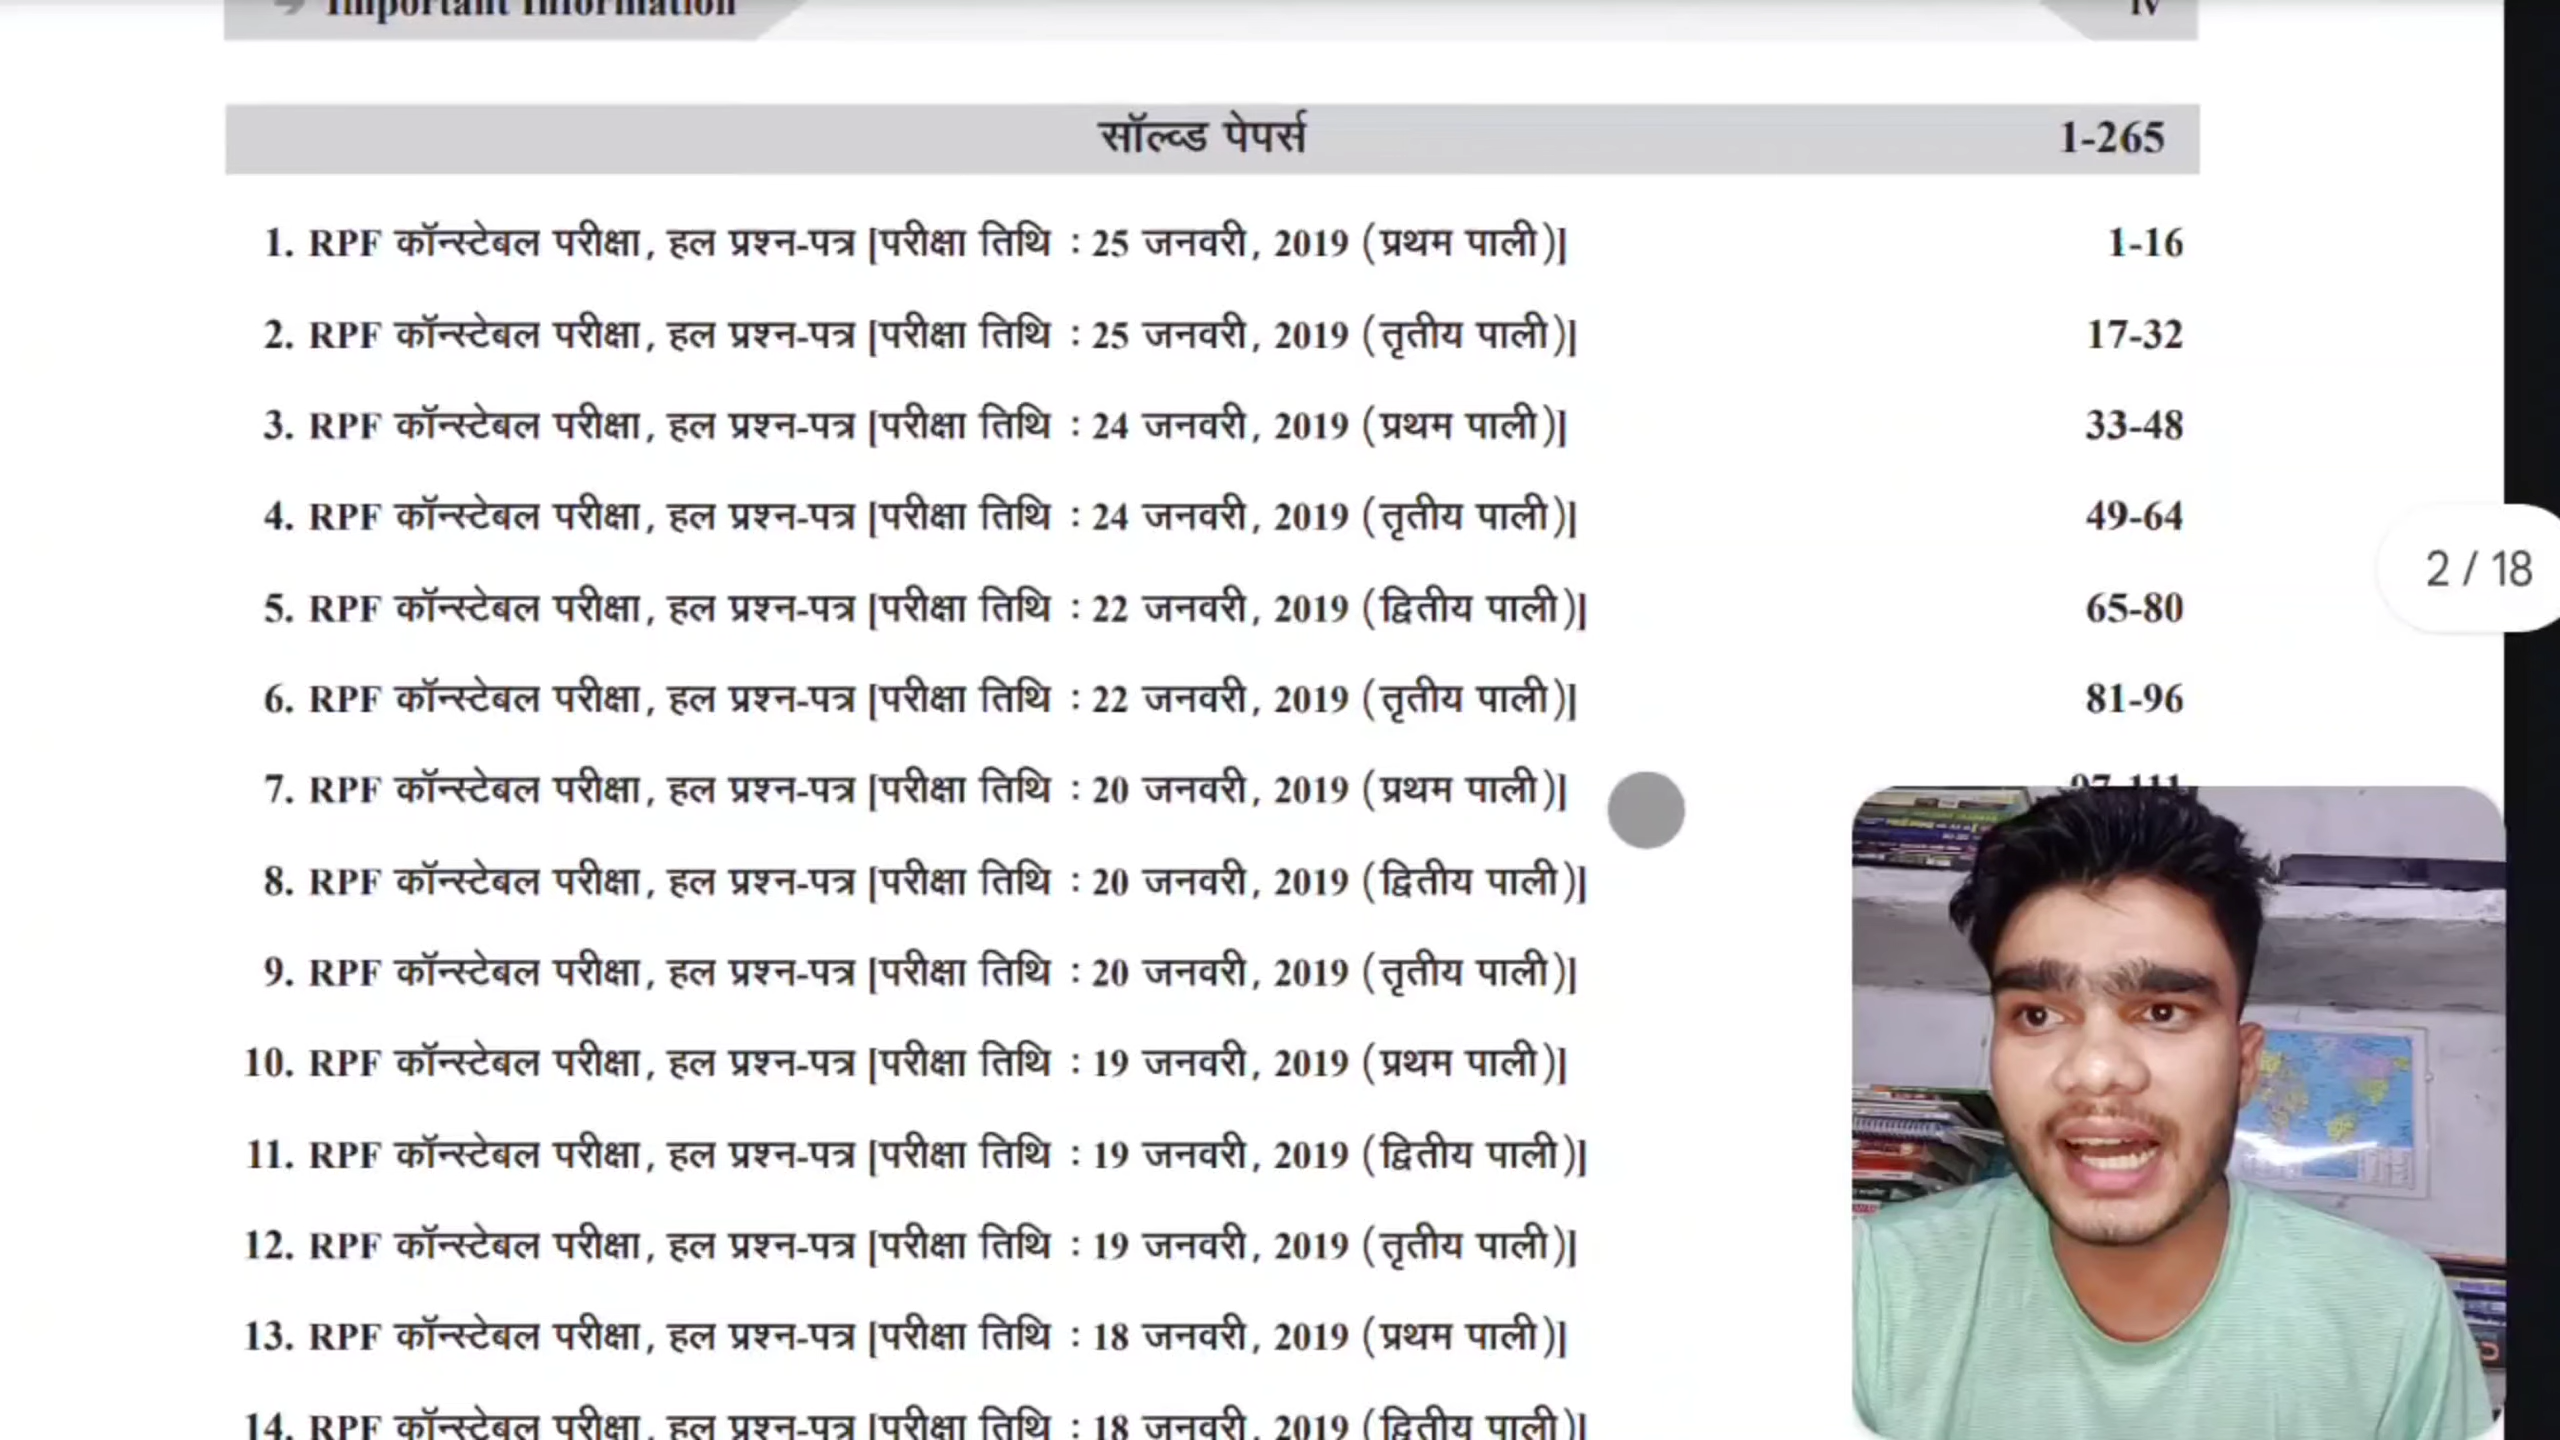 Important Information iv
सॉल्व्ड पेपर्स 1-265
1. RPF कॉन्स्टेबल परीक्षा, हल प्रश्न-पत्र [परीक्षा तिथि : 25 जनवरी, 2019 (प्रथम पाली)] 1-16
2. RPF कॉन्स्टेबल परीक्षा, हल प्रश्न-पत्र [परीक्षा तिथि : 25 जनवरी, 2019 (तृतीय पाली)] 17-32
3. RPF कॉन्स्टेबल परीक्षा, हल प्रश्न-पत्र [परीक्षा तिथि : 24 जनवरी, 2019 (प्रथम पाली)] 33-48
4. RPF कॉन्स्टेबल परीक्षा, हल प्रश्न-पत्र [परीक्षा तिथि : 24 जनवरी, 2019 (तृतीय पाली)] 49-64
2 / 18
5. RPF कॉन्स्टेबल परीक्षा, हल प्रश्न-पत्र [परीक्षा तिथि : 22 जनवरी, 2019 (द्वितीय पाली)] 65-80
6. RPF कॉन्स्टेबल परीक्षा, हल प्रश्न-पत्र [परीक्षा तिथि : 22 जनवरी, 2019 (तृतीय पाली)] 81-96
7. RPF कॉन्स्टेबल परीक्षा, हल प्रश्न-पत्र [परीक्षा तिथि : 20 जनवरी, 2019 (प्रथम पाली)] 97-111
8. RPF कॉन्स्टेबल परीक्षा, हल प्रश्न-पत्र [परीक्षा तिथि : 20 जनवरी, 2019 (द्वितीय पाली)]
9. RPF कॉन्स्टेबल परीक्षा, हल प्रश्न-पत्र [परीक्षा तिथि : 20 जनवरी, 2019 (तृतीय पाली)]
10. RPF कॉन्स्टेबल परीक्षा, हल प्रश्न-पत्र [परीक्षा तिथि : 19 जनवरी, 2019 (प्रथम पाली)]
11. RPF कॉन्स्टेबल परीक्षा, हल प्रश्न-पत्र [परीक्षा तिथि : 19 जनवरी, 2019 (द्वितीय पाली)]
12. RPF कॉन्स्टेबल परीक्षा, हल प्रश्न-पत्र [परीक्षा तिथि : 19 जनवरी, 2019 (तृतीय पाली)]
13. RPF कॉन्स्टेबल परीक्षा, हल प्रश्न-पत्र [परीक्षा तिथि : 18 जनवरी, 2019 (प्रथम पाली)]
14. RPF कॉन्स्टेबल परीक्षा, हल प्रश्न-पत्र [परीक्षा तिथि : 18 जनवरी, 2019 (द्वितीय पाली)]